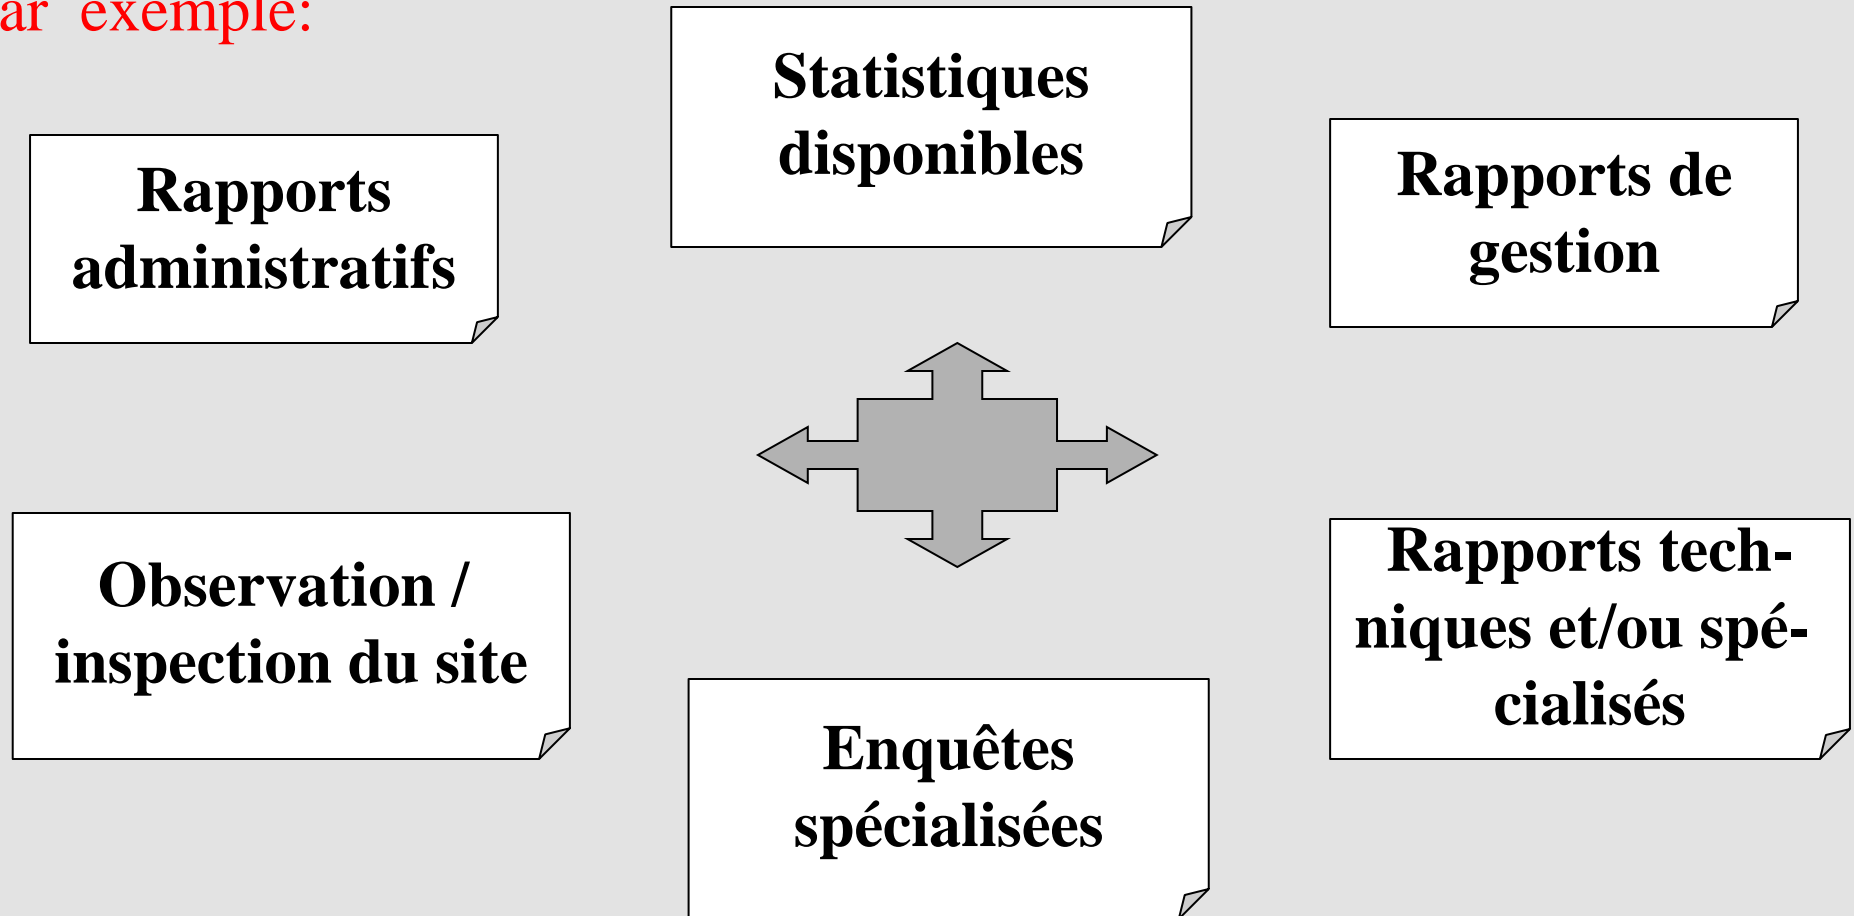 ar exemple:
Statistiques
disponibles
Rapports
administratifs
Rapports de
gestion
Observation /
inspection du site
Rapports tech-
niques et/ou spé-
cialisés
Enquêtes
spécialisées